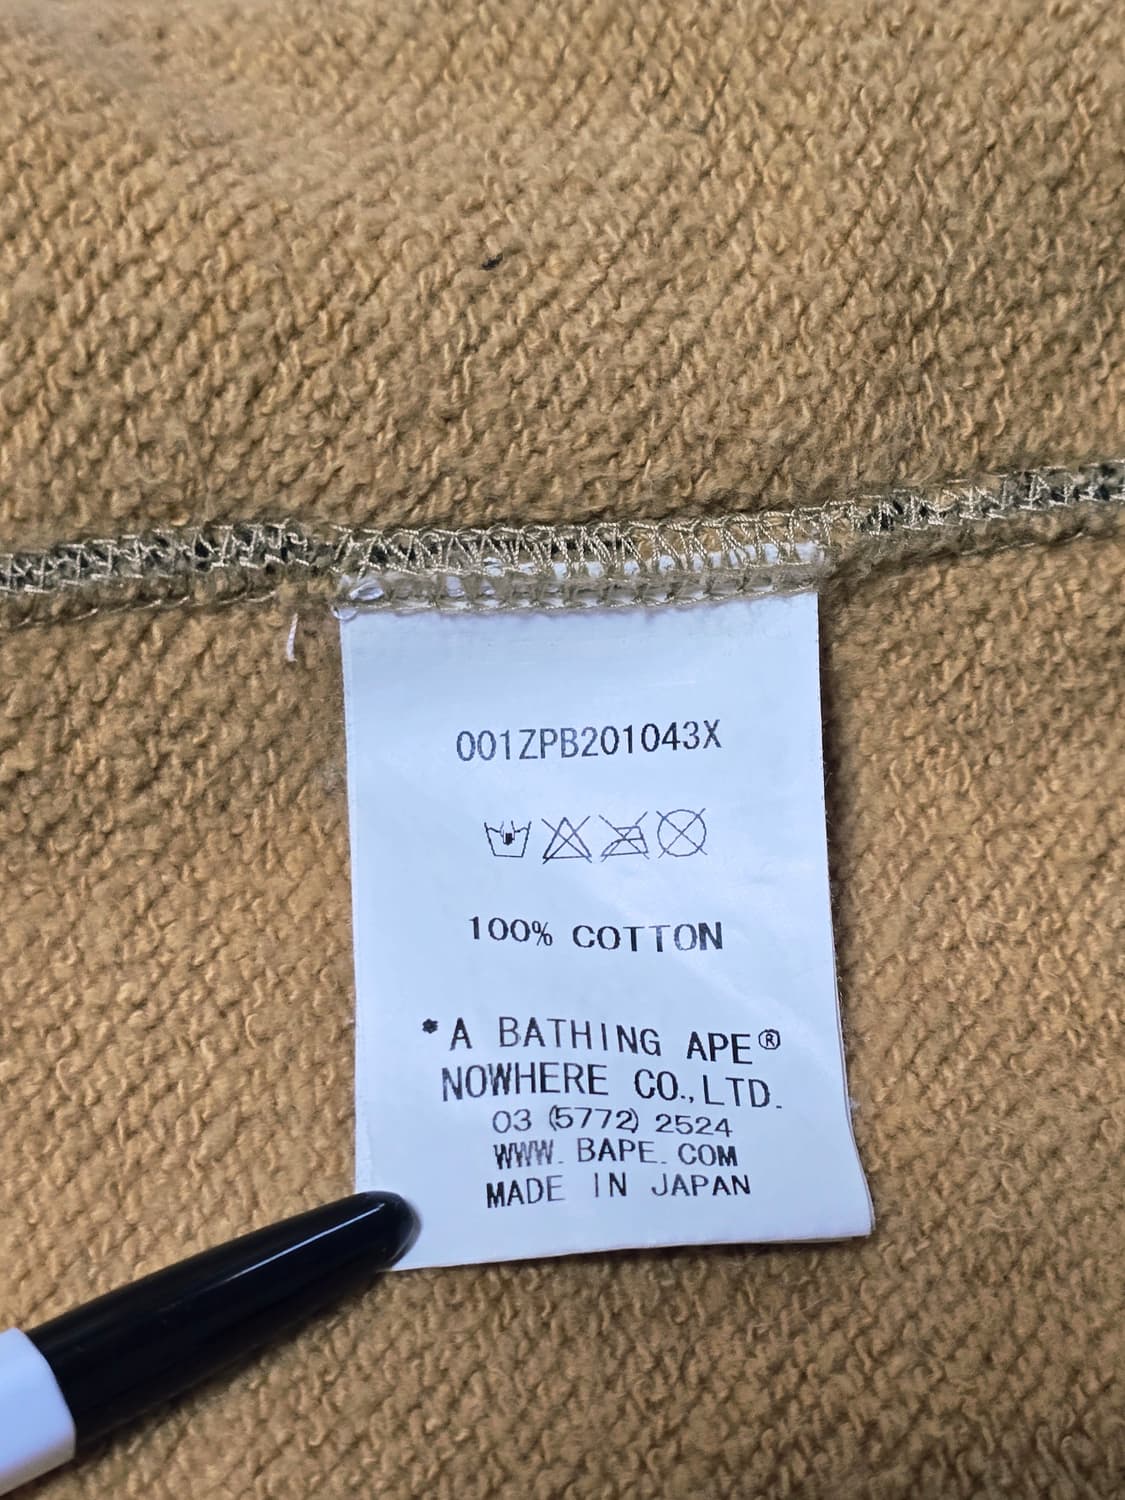 001ZPB201043X
100% COTTON
*A BATHING APE®
NOWHERE CO.,LTD.
03 (5772) 2524
WWW. BAPE. COM
MADE IN JAPAN